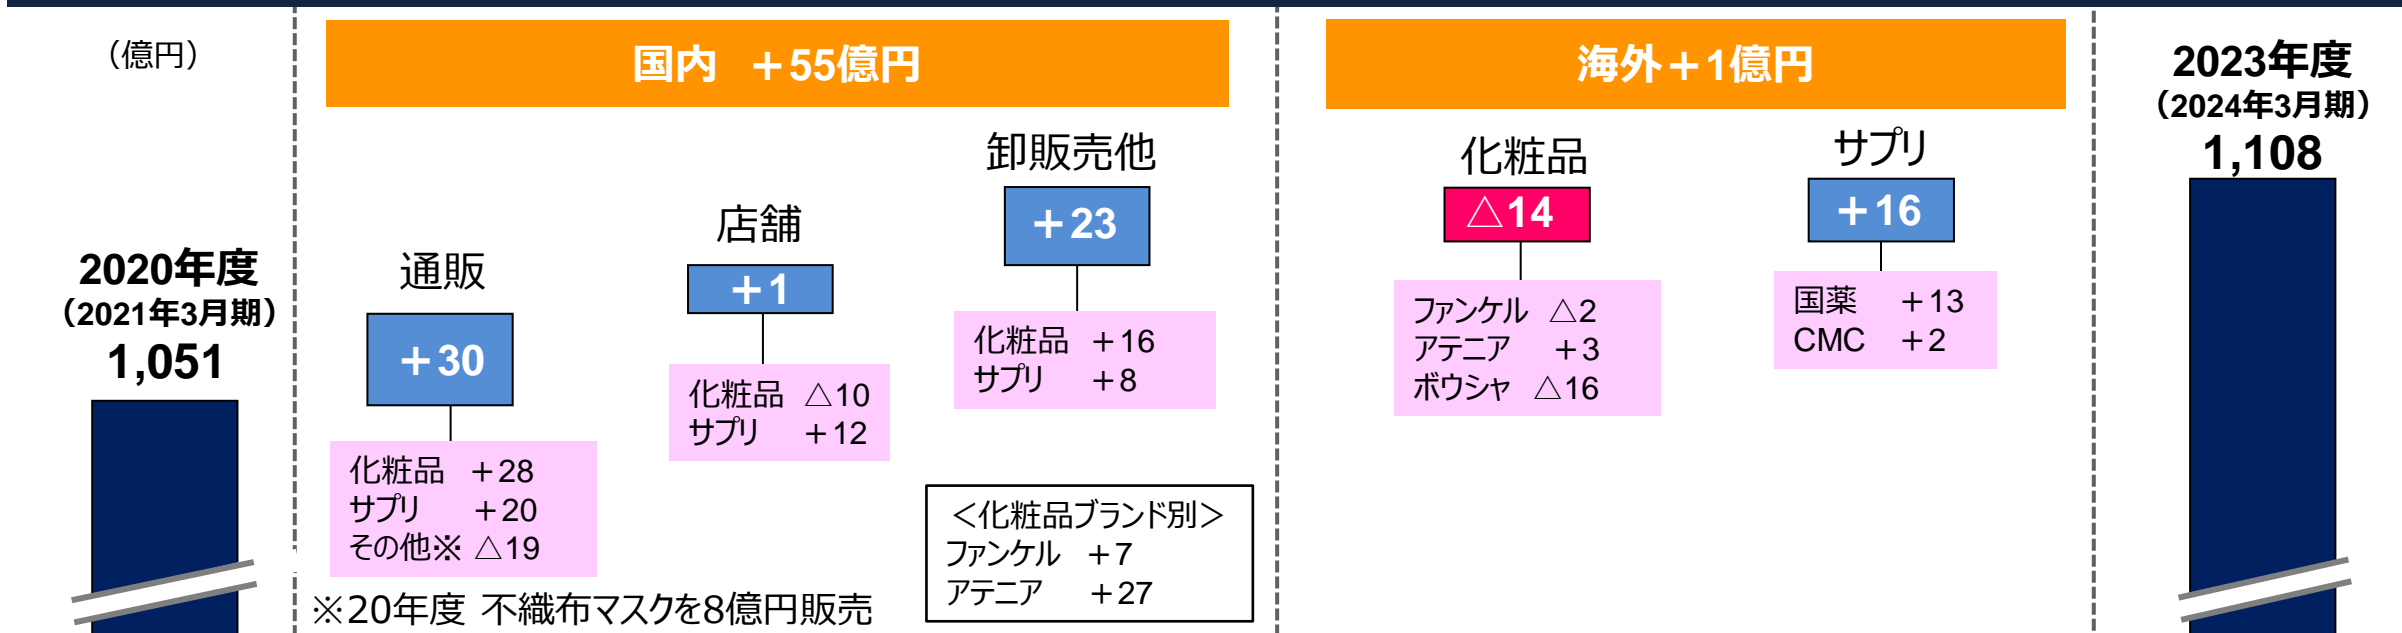 （億円）
2020年度
（2021年3月期）
1,051
国内 ＋55億円
通販
＋30
化粧品 ＋28
サプリ ＋20
その他※ △19
※20年度 不織布マスクを8億円販売
店舗
＋1
化粧品 △10
サプリ ＋12
卸販売他
＋23
化粧品 ＋16
サプリ ＋8
＜化粧品ブランド別＞
ファンケル ＋7
アテニア ＋27
海外＋1億円
化粧品
△14
ファンケル △2
アテニア ＋3
ボウシャ △16
サプリ
＋16
国薬 ＋13
CMC ＋2
2023年度
（2024年3月期）
1,108